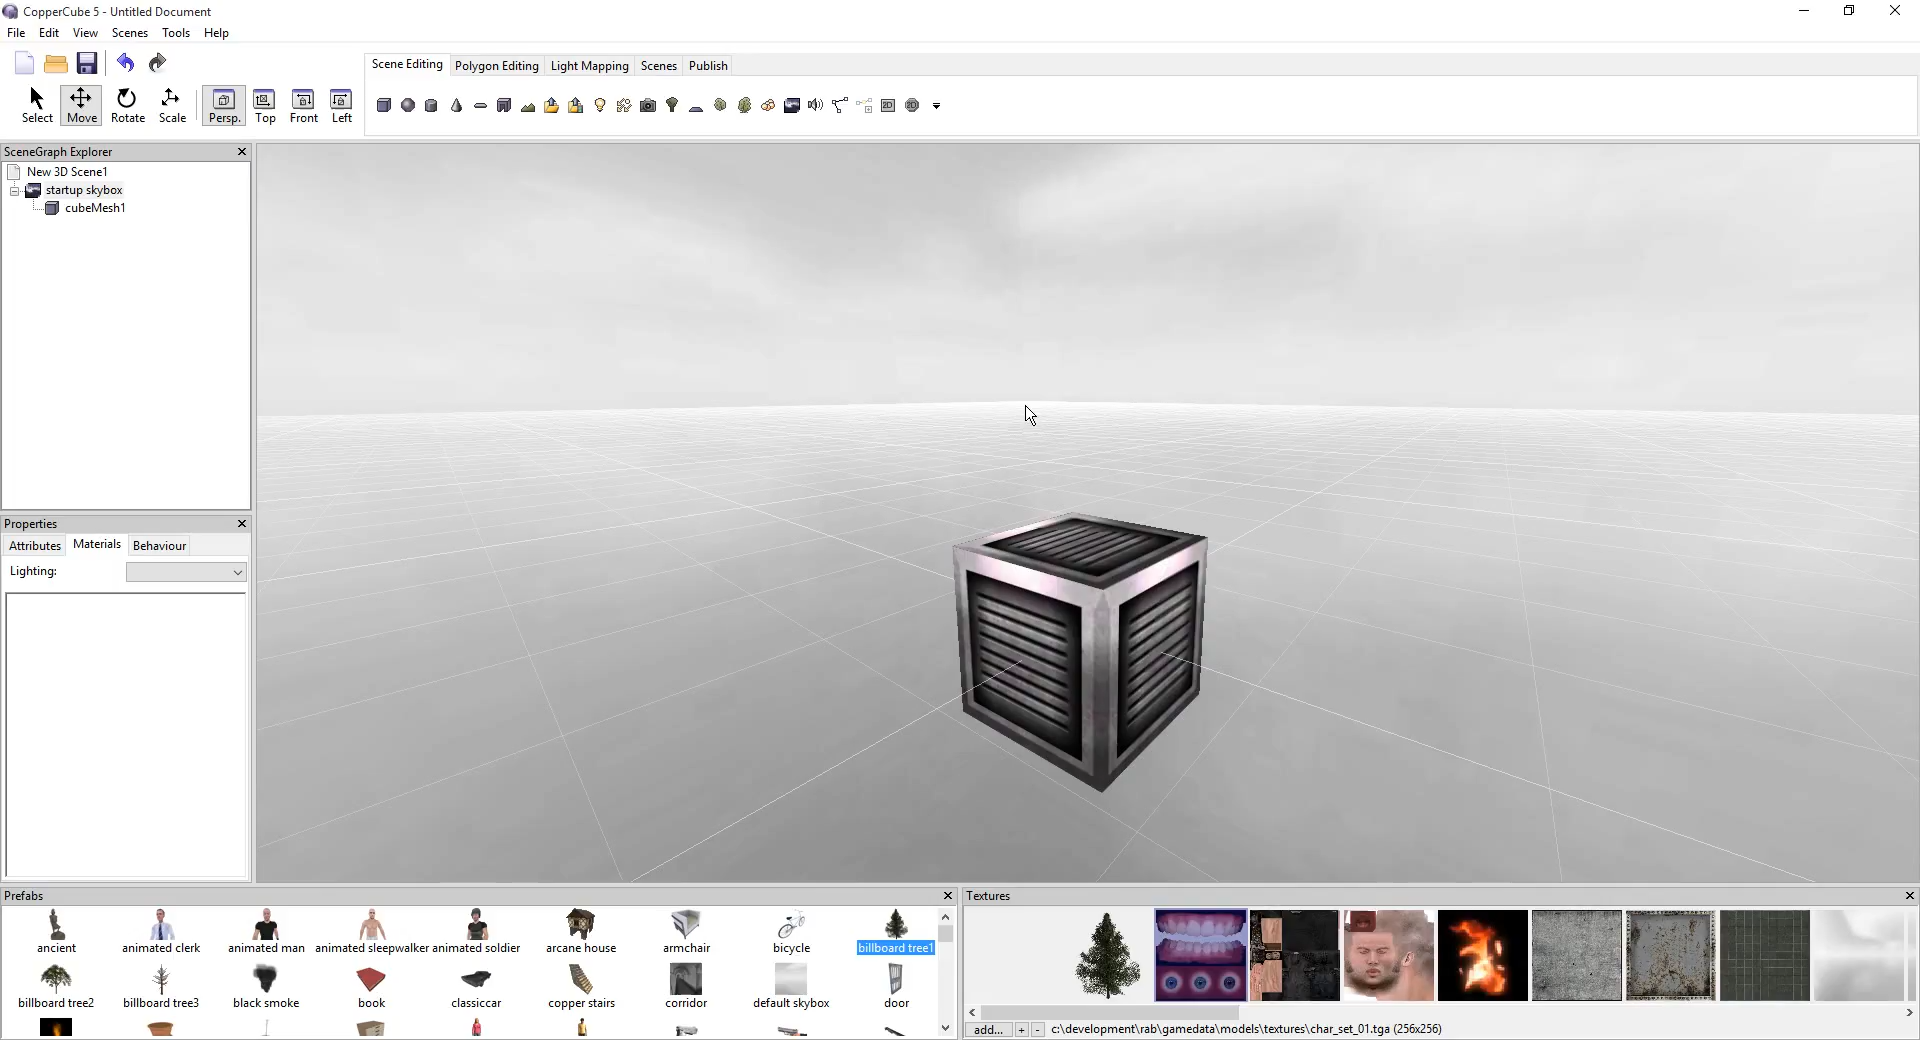 CopperCube 5 - Untitled Document
File Edit View Scenes Tools Help
Scene Editing Polygon Editing Light Mapping Scenes Publish
Select Move Rotate Scale Persp. Top Front Left
2D 2D
SceneGraph Explorer
New 3D Scene1
startup skybox
cubeMesh1
Properties
Attributes Materials Behaviour
Lighting:
Prefabs
ancient animated clerk animated man animated sleepwalker animated soldier arcane house armchair bicycle billboard tree1
billboard tree2 billboard tree3 black smoke book classiccar copper stairs corridor default skybox door
Textures
add... + - c:\development\rab\gamedata\models\textures\char_set_01.tga (256x256)